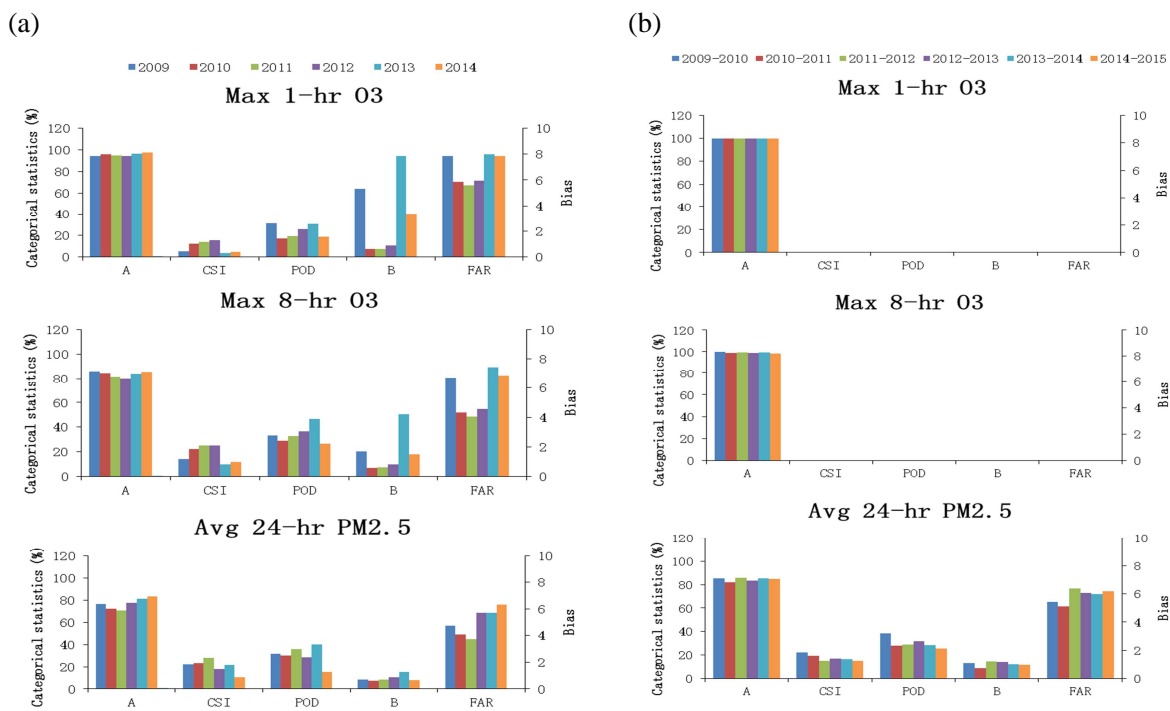 (a)
2009 2010 2011 2012 2013 2014
Max 1-hr O3
Categorical statistics (%)
120
100
80
60
40
20
0
A CSI POD B FAR
10
8
6
4
2
0
Bias
Max 8-hr O3
Categorical statistics (%)
120
100
80
60
40
20
0
A CSI POD B FAR
10
8
6
4
2
0
Bias
Avg 24-hr PM2.5
Categorical statistics (%)
120
100
80
60
40
20
0
A CSI POD B FAR
10
8
6
4
2
0
Bias
(b)
2009-2010 2010-2011 2011-2012 2012-2013 2013-2014 2014-2015
Max 1-hr O3
Categorical statistics (%)
120
100
80
60
40
20
0
A CSI POD B FAR
10
8
6
4
2
0
Bias
Max 8-hr O3
Categorical statistics (%)
120
100
80
60
40
20
0
A CSI POD B FAR
10
8
6
4
2
0
Bias
Avg 24-hr PM2.5
Categorical statistics (%)
120
100
80
60
40
20
0
A CSI POD B FAR
10
8
6
4
2
0
Bias